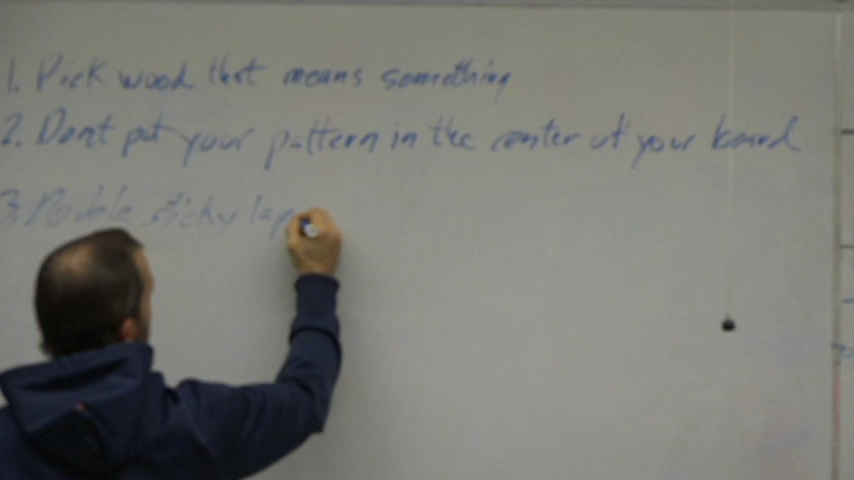 1. Pick wood that means something
2. Dont put your pattern in the center of your board
3. Double sticky